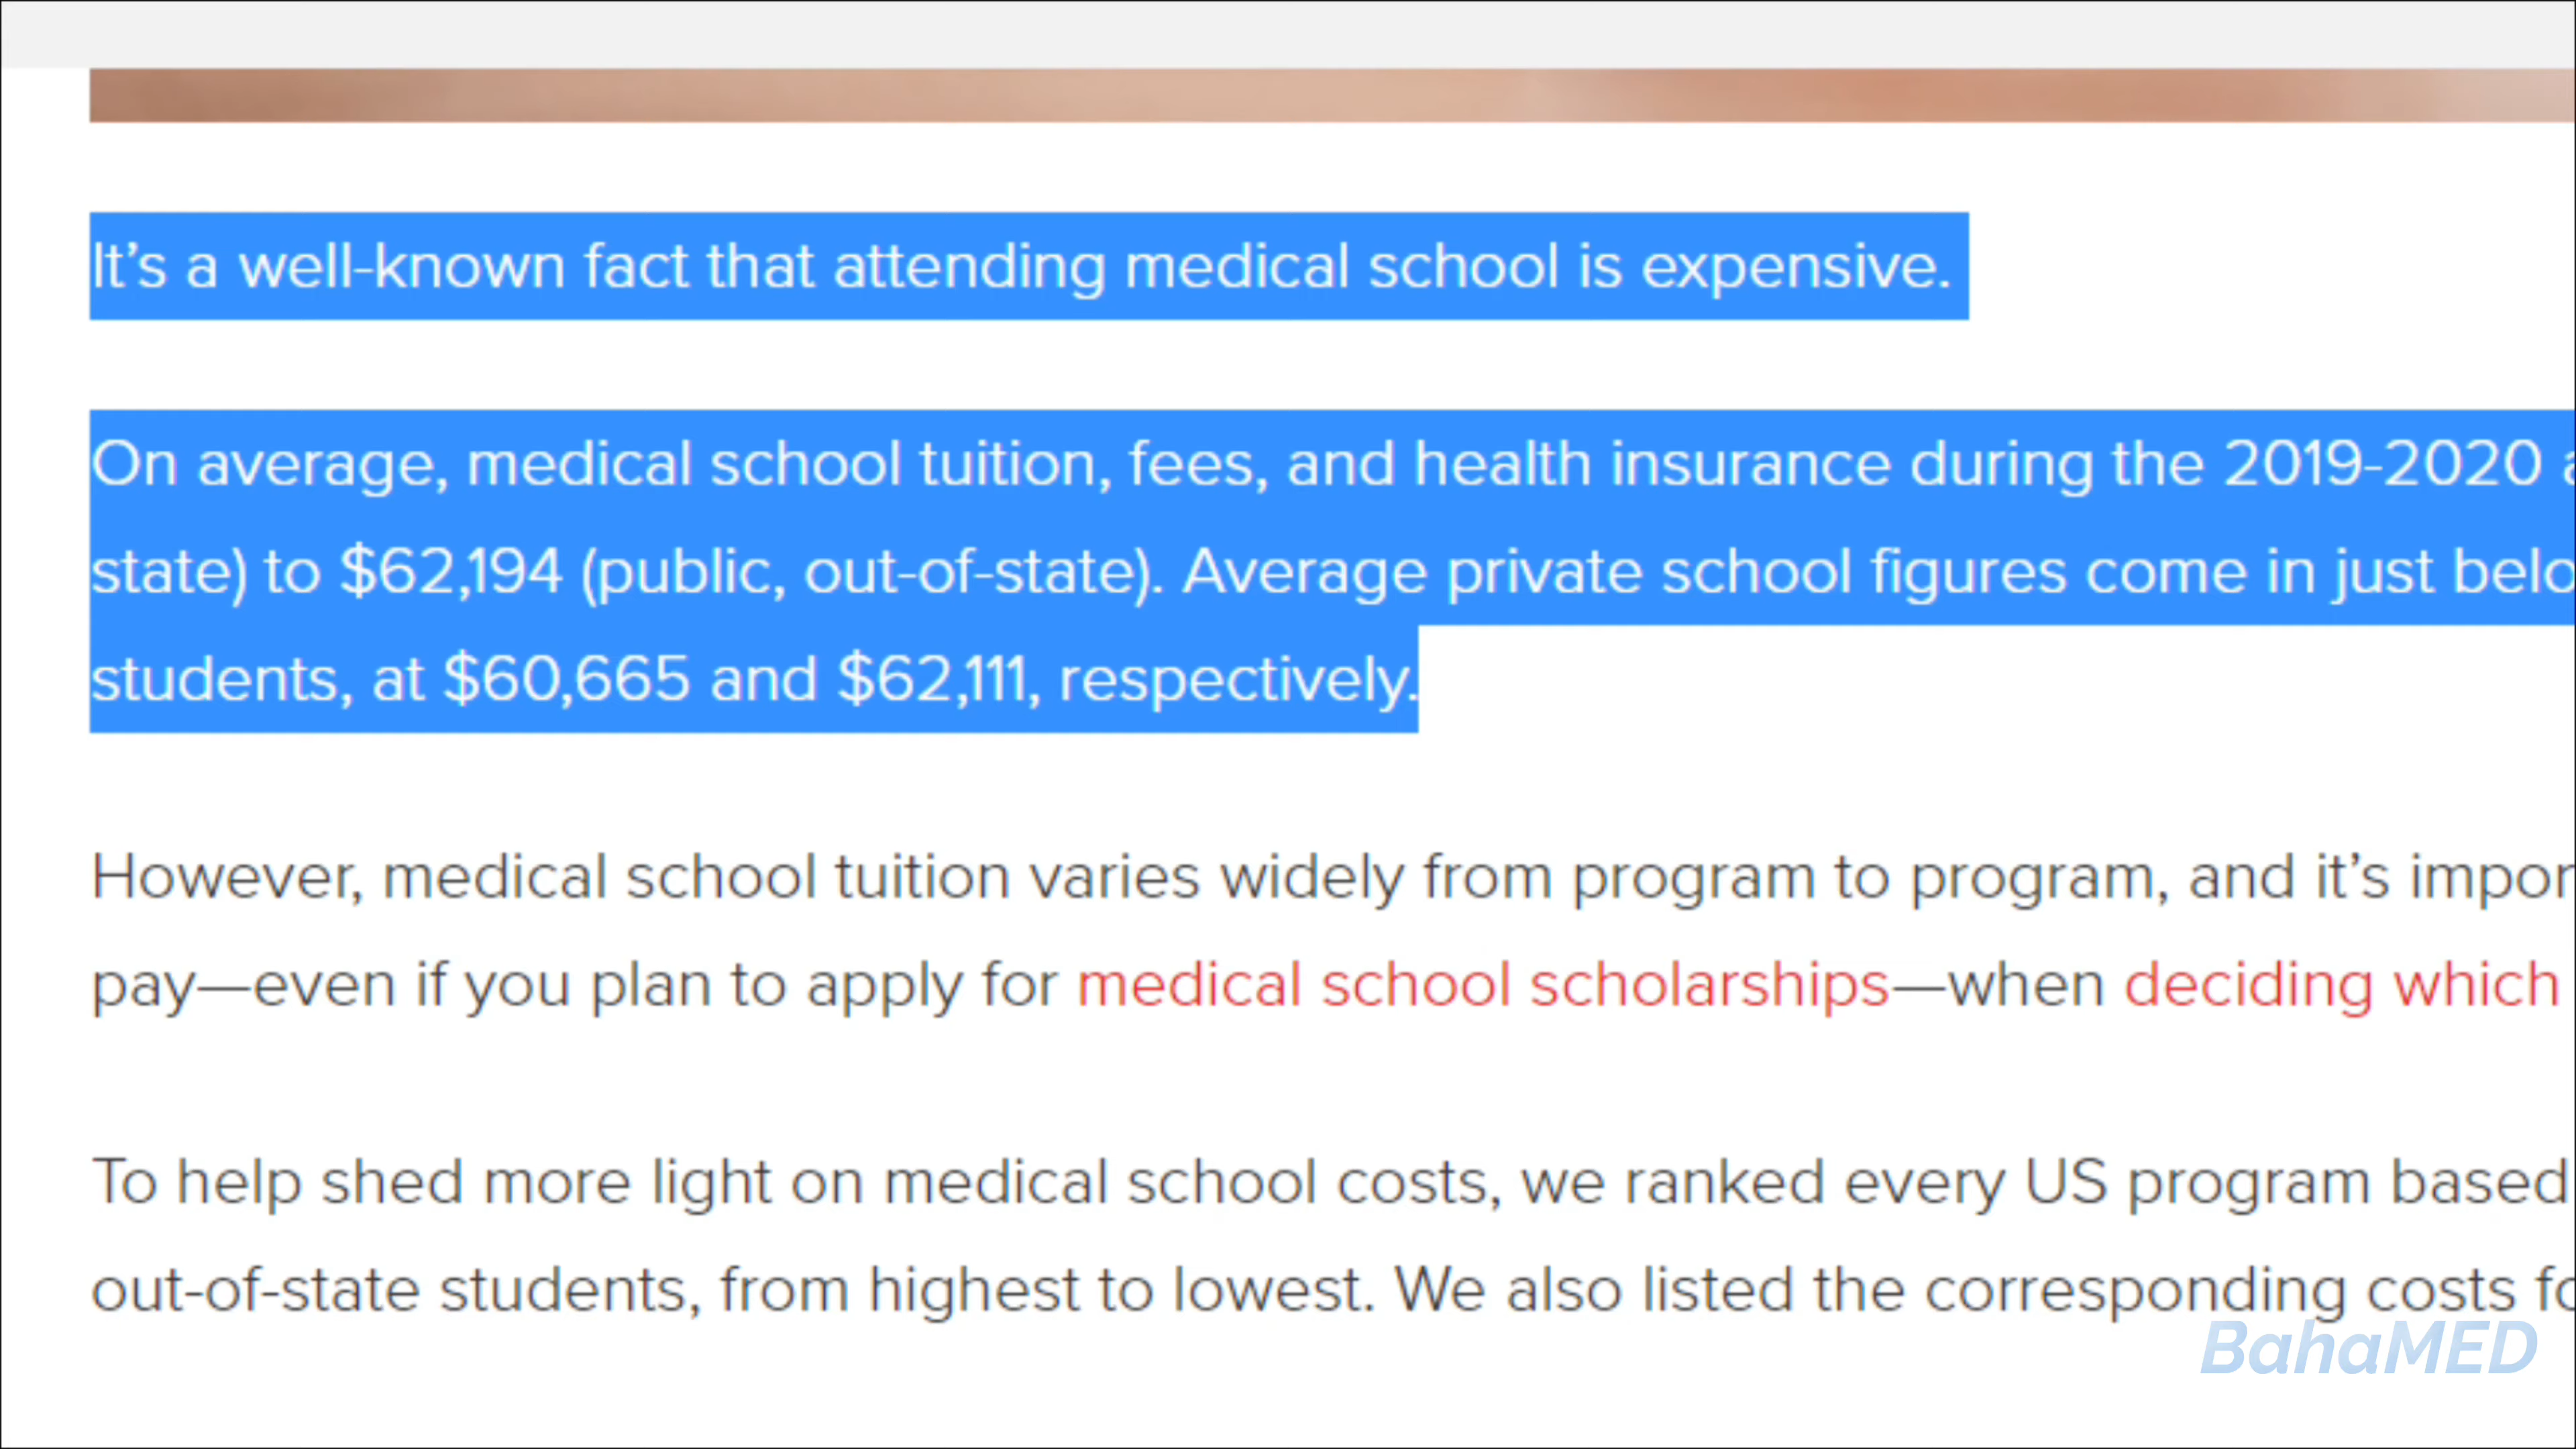 It's a well-known fact that attending medical school is expensive.
On average, medical school tuition, fees, and health insurance during the 2019-2020
state) to $62,194 (public, out-of-state). Average private school figures come in just
students, at $60,665 and $62,111, respectively.
However, medical school tuition varies widely from program to program, and it's
pay—even if you plan to apply for medical school scholarships—when deciding which
To help shed more light on medical school costs, we ranked every US program based
out-of-state students, from highest to lowest. We also listed the corresponding costs
BahaMED